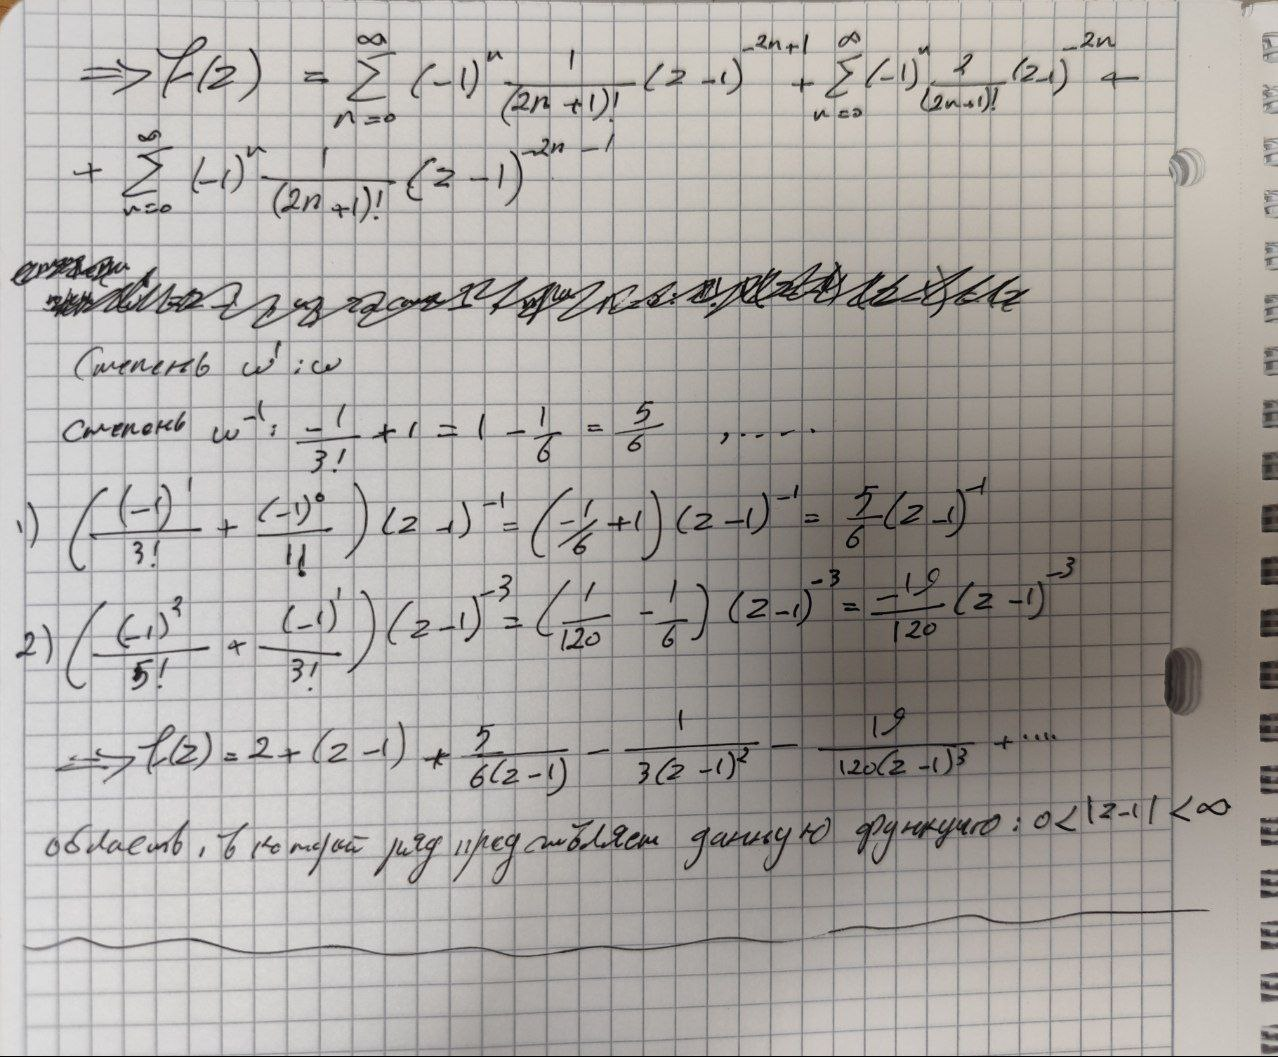 ⇒ f(z) = ∑_{n=0}^{∞} (-1)^n 1/(2n+1)! (z-1)^{-2n+1} + ∑_{n=0}^{∞} (-1)^n 2/(2n+1)! (z-1)^{-2n} +
+ ∑_{n=0}^{∞} (-1)^n 1/(2n+1)! (z-1)^{-2n-1}
Степень w^1 : w
степень w^{-1} : -1/3! + 1 = 1 - 1/6 = 5/6 , .....
1) ((-1)^1/3! + (-1)^0/1!) (z-1)^{-1} = (-1/6 + 1) (z-1)^{-1} = 5/6 (z-1)^{-1}
2) ((-1)^2/5! + (-1)^1/3!) (z-1)^{-3} = (1/120 - 1/6) (z-1)^{-3} = -19/120 (z-1)^{-3}
⇒ f(z) = 2 + (z-1) + 5/6(z-1) - 1/3(z-1)^2 - 19/120(z-1)^3 + ....
область, в которой ряд представляет данную функцию : 0<|z-1|<∞